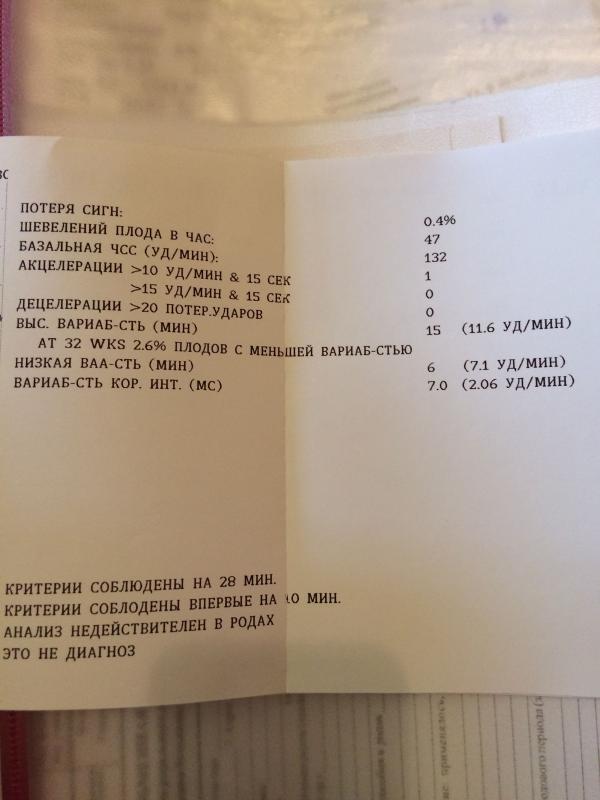 ПОТЕРЯ СИГН: 0.4%
ШЕВЕЛЕНИЙ ПЛОДА В ЧАС: 47
БАЗАЛЬНАЯ ЧСС (УД/МИН): 132
АКЦЕЛЕРАЦИИ >10 УД/МИН & 15 СЕК 1
>15 УД/МИН & 15 СЕК 0
ДЕЦЕЛЕРАЦИИ >20 ПОТЕР.УДАРОВ 0
ВЫС. ВАРИАБ-СТЬ (МИН) 15 (11.6 УД/МИН)
АТ 32 WKS 2.6% ПЛОДОВ С МЕНЬШЕЙ ВАРИАБ-СТЬЮ
НИЗКАЯ ВАА-СТЬ (МИН) 6 (7.1 УД/МИН)
ВАРИАБ-СТЬ КОР. ИНТ. (МС) 7.0 (2.06 УД/МИН)
КРИТЕРИИ СОБЛЮДЕНЫ НА 28 МИН.
КРИТЕРИИ СОБЛОДЕНЫ ВПЕРВЫЕ НА 10 МИН.
АНАЛИЗ НЕДЕЙСТВИТЕЛЕН В РОДАХ
ЭТО НЕ ДИАГНОЗ